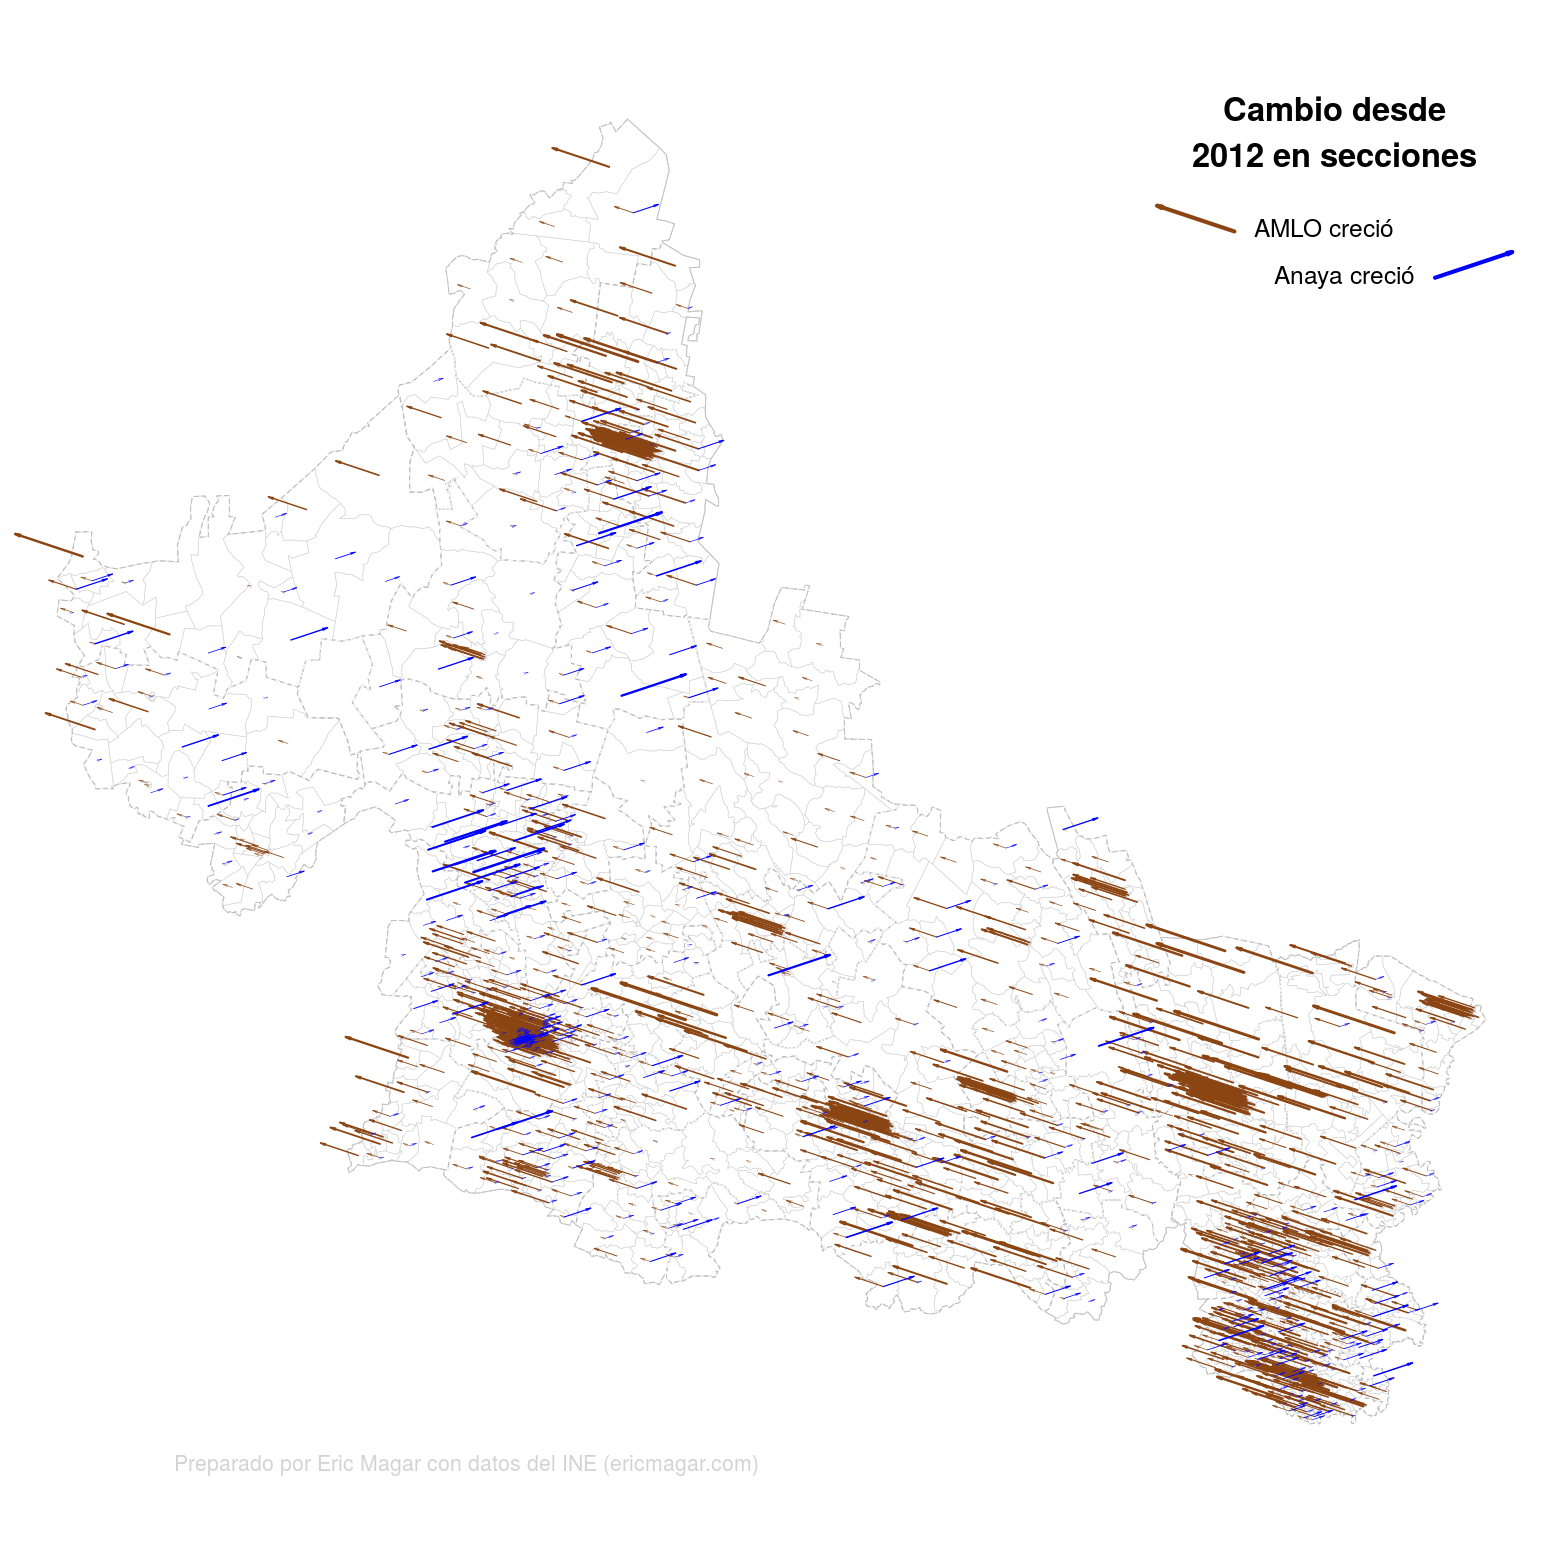 Cambio desde
2012 en secciones
AMLO creció
Anaya creció
Preparado por Eric Magar con datos del INE (ericmagar.com)